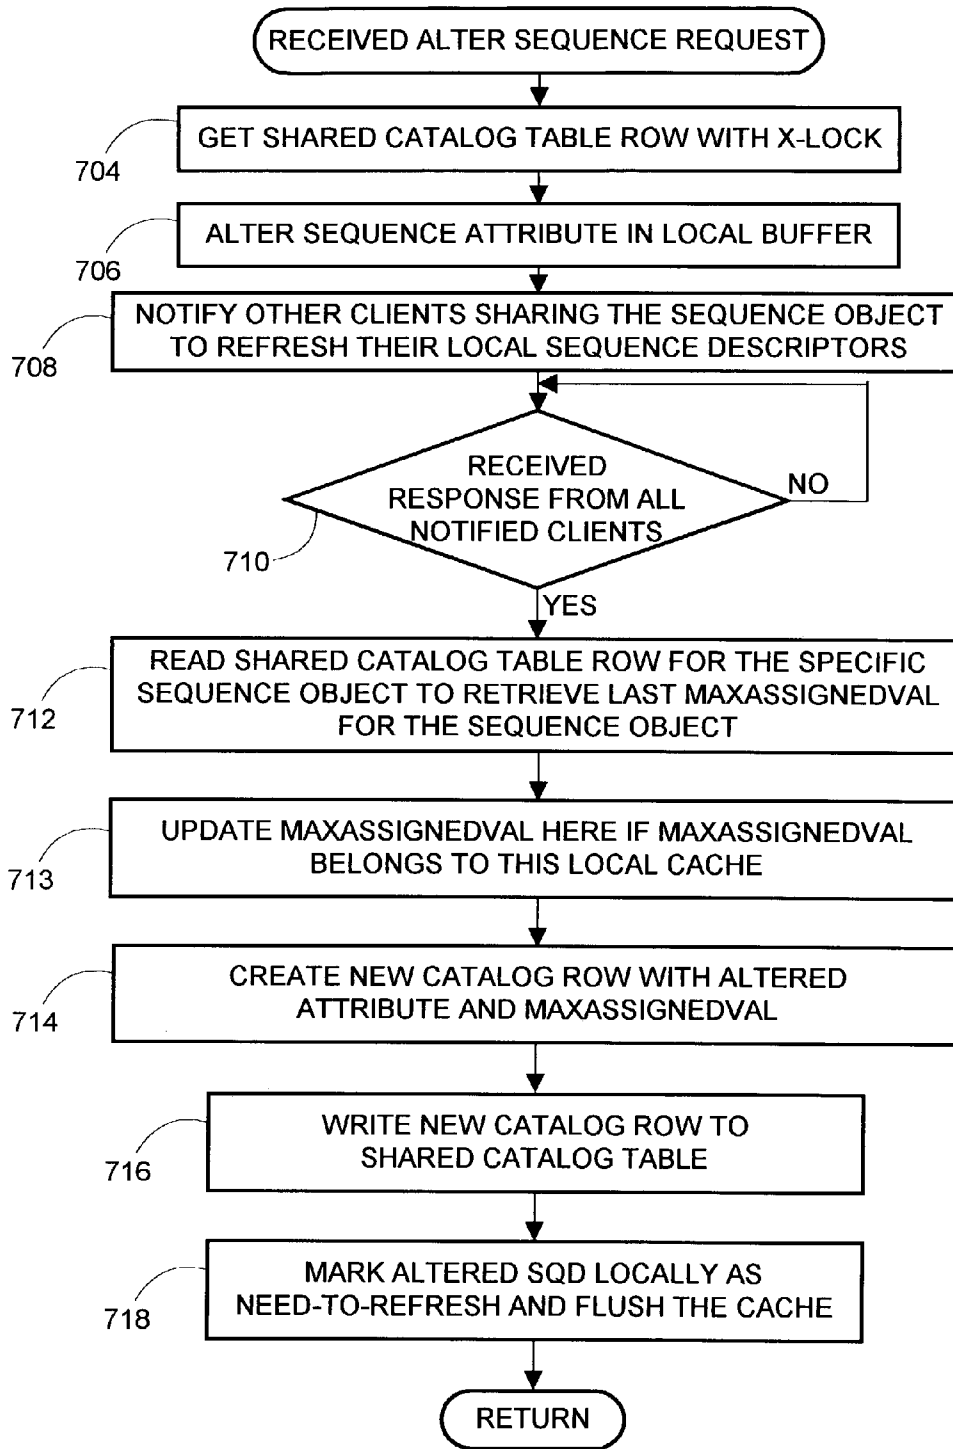 RECEIVED ALTER SEQUENCE REQUEST
GET SHARED CATALOG TABLE ROW WITH X-LOCK
704
ALTER SEQUENCE ATTRIBUTE IN LOCAL BUFFER
706
NOTIFY OTHER CLIENTS SHARING THE SEQUENCE OBJECT
TO REFRESH THEIR LOCAL SEQUENCE DESCRIPTORS
708
RECEIVED
RESPONSE FROM ALL
NOTIFIED CLIENTS
NO
710
YES
READ SHARED CATALOG TABLE ROW FOR THE SPECIFIC
SEQUENCE OBJECT TO RETRIEVE LAST MAXASSIGNEDVAL
FOR THE SEQUENCE OBJECT
712
UPDATE MAXASSIGNEDVAL HERE IF MAXASSIGNEDVAL
BELONGS TO THIS LOCAL CACHE
713
CREATE NEW CATALOG ROW WITH ALTERED
ATTRIBUTE AND MAXASSIGNEDVAL
714
WRITE NEW CATALOG ROW TO
SHARED CATALOG TABLE
716
MARK ALTERED SQD LOCALLY AS
NEED-TO-REFRESH AND FLUSH THE CACHE
718
RETURN